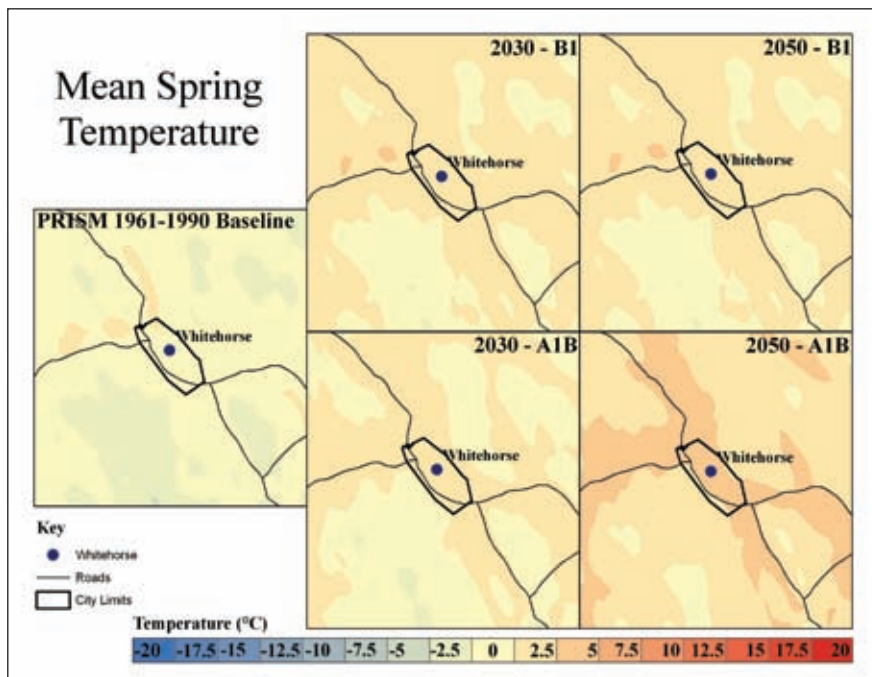 Mean Spring
Temperature
2030 - B1
2050 - B1
Whitehorse
Whitehorse
PRISM 1961-1990 Baseline
Whitehorse
2030 - A1B
2050 - A1B
Whitehorse
Whitehorse
Key
Whitehorse
Roads
City Limits
Temperature (°C)
-20 -17.5 -15 -12.5 -10 -7.5 -5 -2.5 0 2.5 5 7.5 10 12.5 15 17.5 20